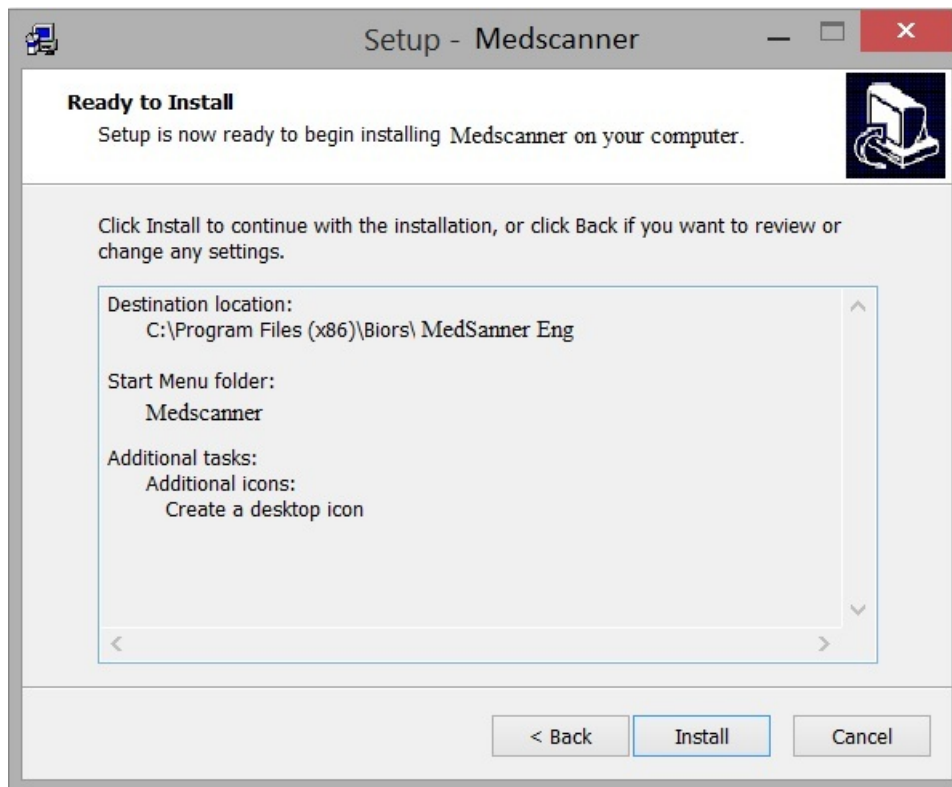 Setup - Medscanner
Ready to Install
Setup is now ready to begin installing Medscanner on your computer.
Click Install to continue with the installation, or click Back if you want to review or
change any settings.
Destination location:
C:\Program Files (x86)\Biors\ MedSanner Eng
Start Menu folder:
Medscanner
Additional tasks:
Additional icons:
Create a desktop icon
< Back Install Cancel